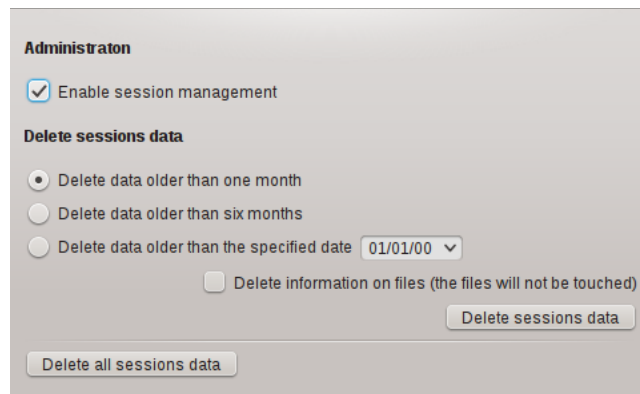 Administraton
Enable session management
Delete sessions data
Delete data older than one month
Delete data older than six months
Delete data older than the specified date 01/01/00
Delete information on files (the files will not be touched)
Delete sessions data
Delete all sessions data